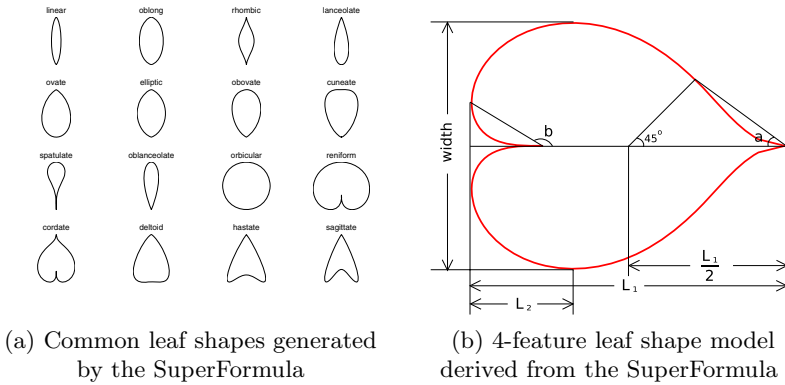 linear oblong rhombic lanceolate
ovate elliptic obovate cuneate
spatulate oblanceolate orbicular reniform
cordate deltoid hastate sagittate
(a) Common leaf shapes generated
by the SuperFormula
width
b
45°
a
L₁
2
L₁
L₂
(b) 4-feature leaf shape model
derived from the SuperFormula